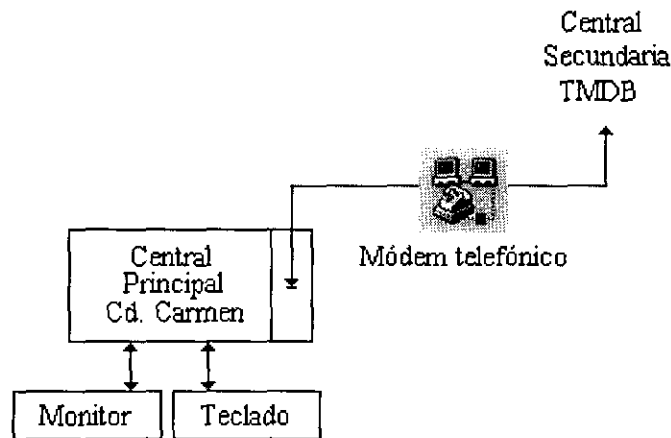 Central
Secundaria
TMDB
Módem telefónico
Central
Principal
Cd. Carmen
Monitor
Teclado